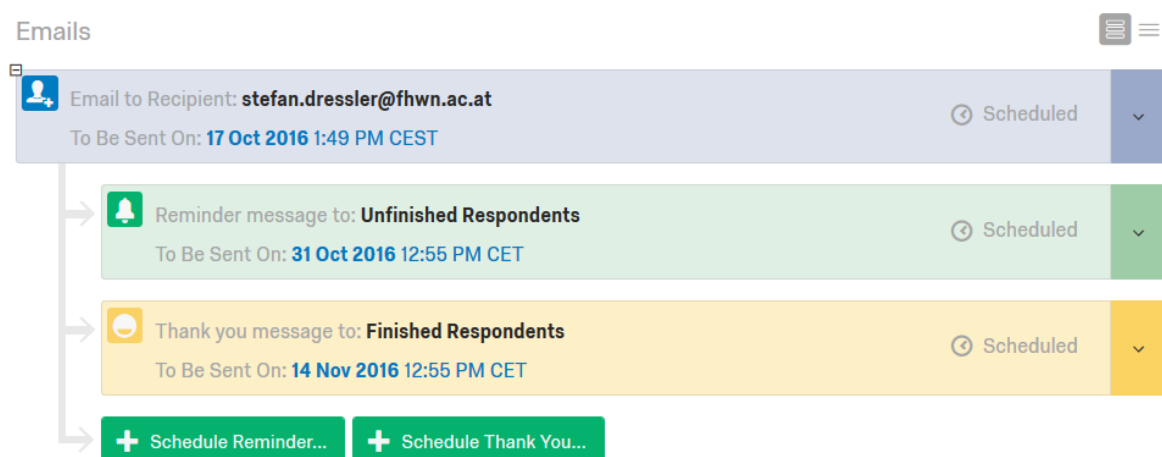 Emails
Email to Recipient: stefan.dressler@fhwn.ac.at
Scheduled
To Be Sent On: 17 Oct 2016 1:49 PM CEST
Reminder message to: Unfinished Respondents
Scheduled
To Be Sent On: 31 Oct 2016 12:55 PM CET
Thank you message to: Finished Respondents
Scheduled
To Be Sent On: 14 Nov 2016 12:55 PM CET
Schedule Reminder... Schedule Thank You...